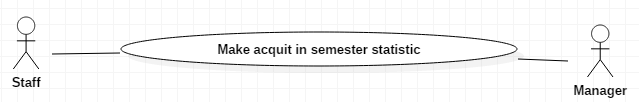 Make acquit in semester statistic
Staff
Manager